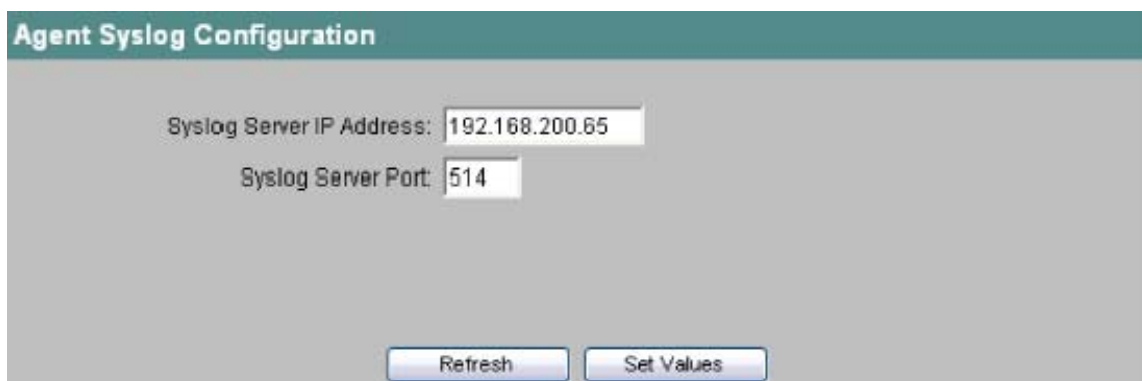 Agent Syslog Configuration
Syslog Server IP Address: 192.168.200.65
Syslog Server Port: 514
Refresh Set Values